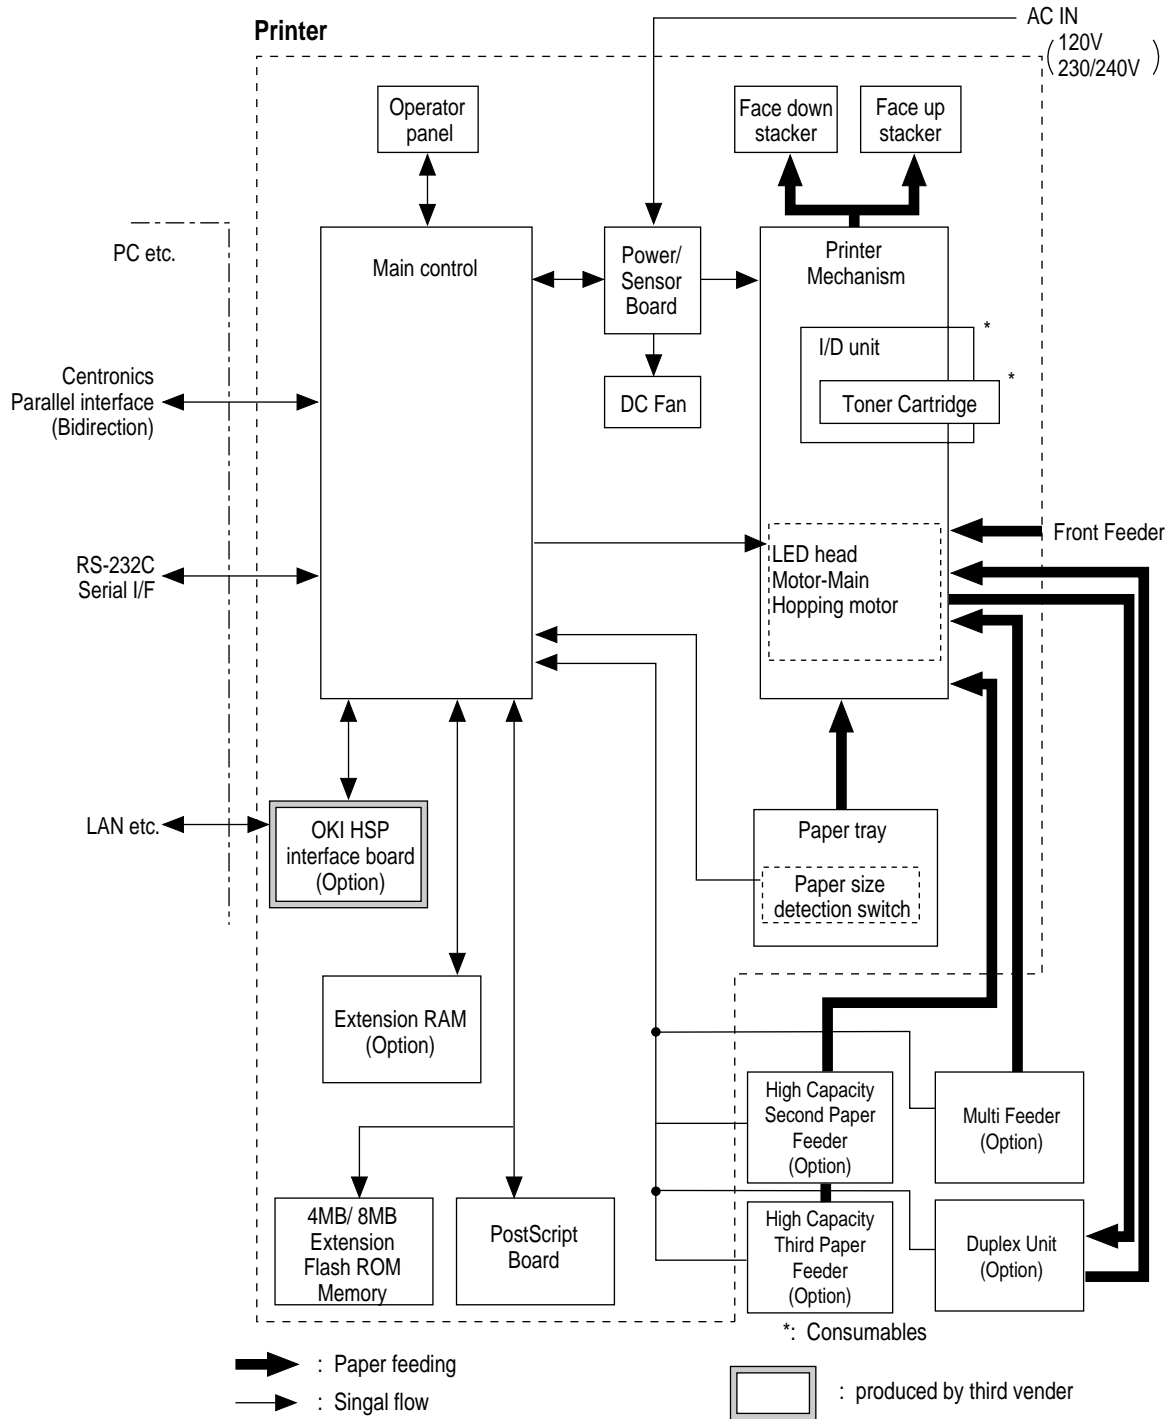 AC IN
Printer
( 120V
230/240V )
Operator
panel
Face down
stacker
Face up
stacker
PC etc.
Main control
Power/
Sensor
Board
Printer
Mechanism
*
I/D unit
*
Toner Cartridge
DC Fan
Centronics
Parallel interface
(Bidirection)
Front Feeder
LED head
Motor-Main
Hopping motor
RS-232C
Serial I/F
LAN etc.
OKI HSP
interface board
(Option)
Paper tray
Paper size
detection switch
Extension RAM
(Option)
High Capacity
Second Paper
Feeder
(Option)
Multi Feeder
(Option)
4MB/ 8MB
Extension
Flash ROM
Memory
PostScript
Board
High Capacity
Third Paper
Feeder
(Option)
Duplex Unit
(Option)
*: Consumables
: Paper feeding
: Singal flow
: produced by third vender